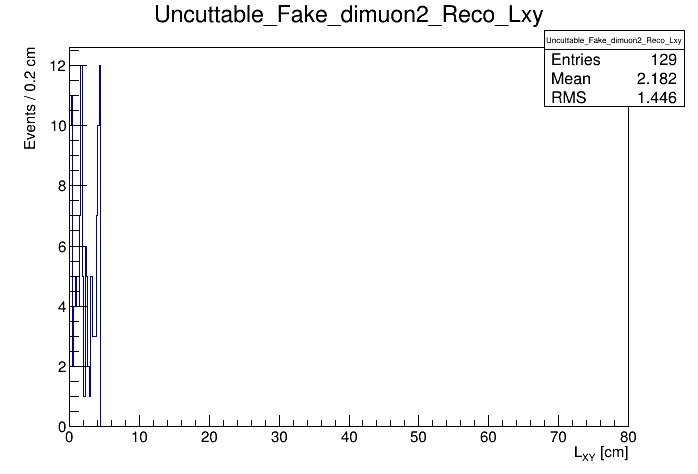 Uncuttable_Fake_dimuon2_Reco_Lxy
Uncuttable_Fake_dimuon2_Reco_Lxy
Entries 129
Mean 2.182
RMS 1.446
Events / 0.2 cm
12
10
8
6
4
2
0
0 10 20 30 40 50 60 70 80
L_XY [cm]